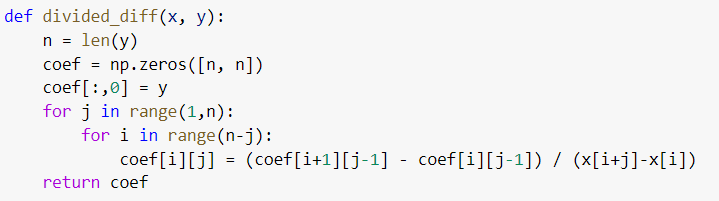 def divided_diff(x, y):
    n = len(y)
    coef = np.zeros([n, n])
    coef[:,0] = y
    for j in range(1,n):
        for i in range(n-j):
            coef[i][j] = (coef[i+1][j-1] - coef[i][j-1]) / (x[i+j]-x[i])
    return coef